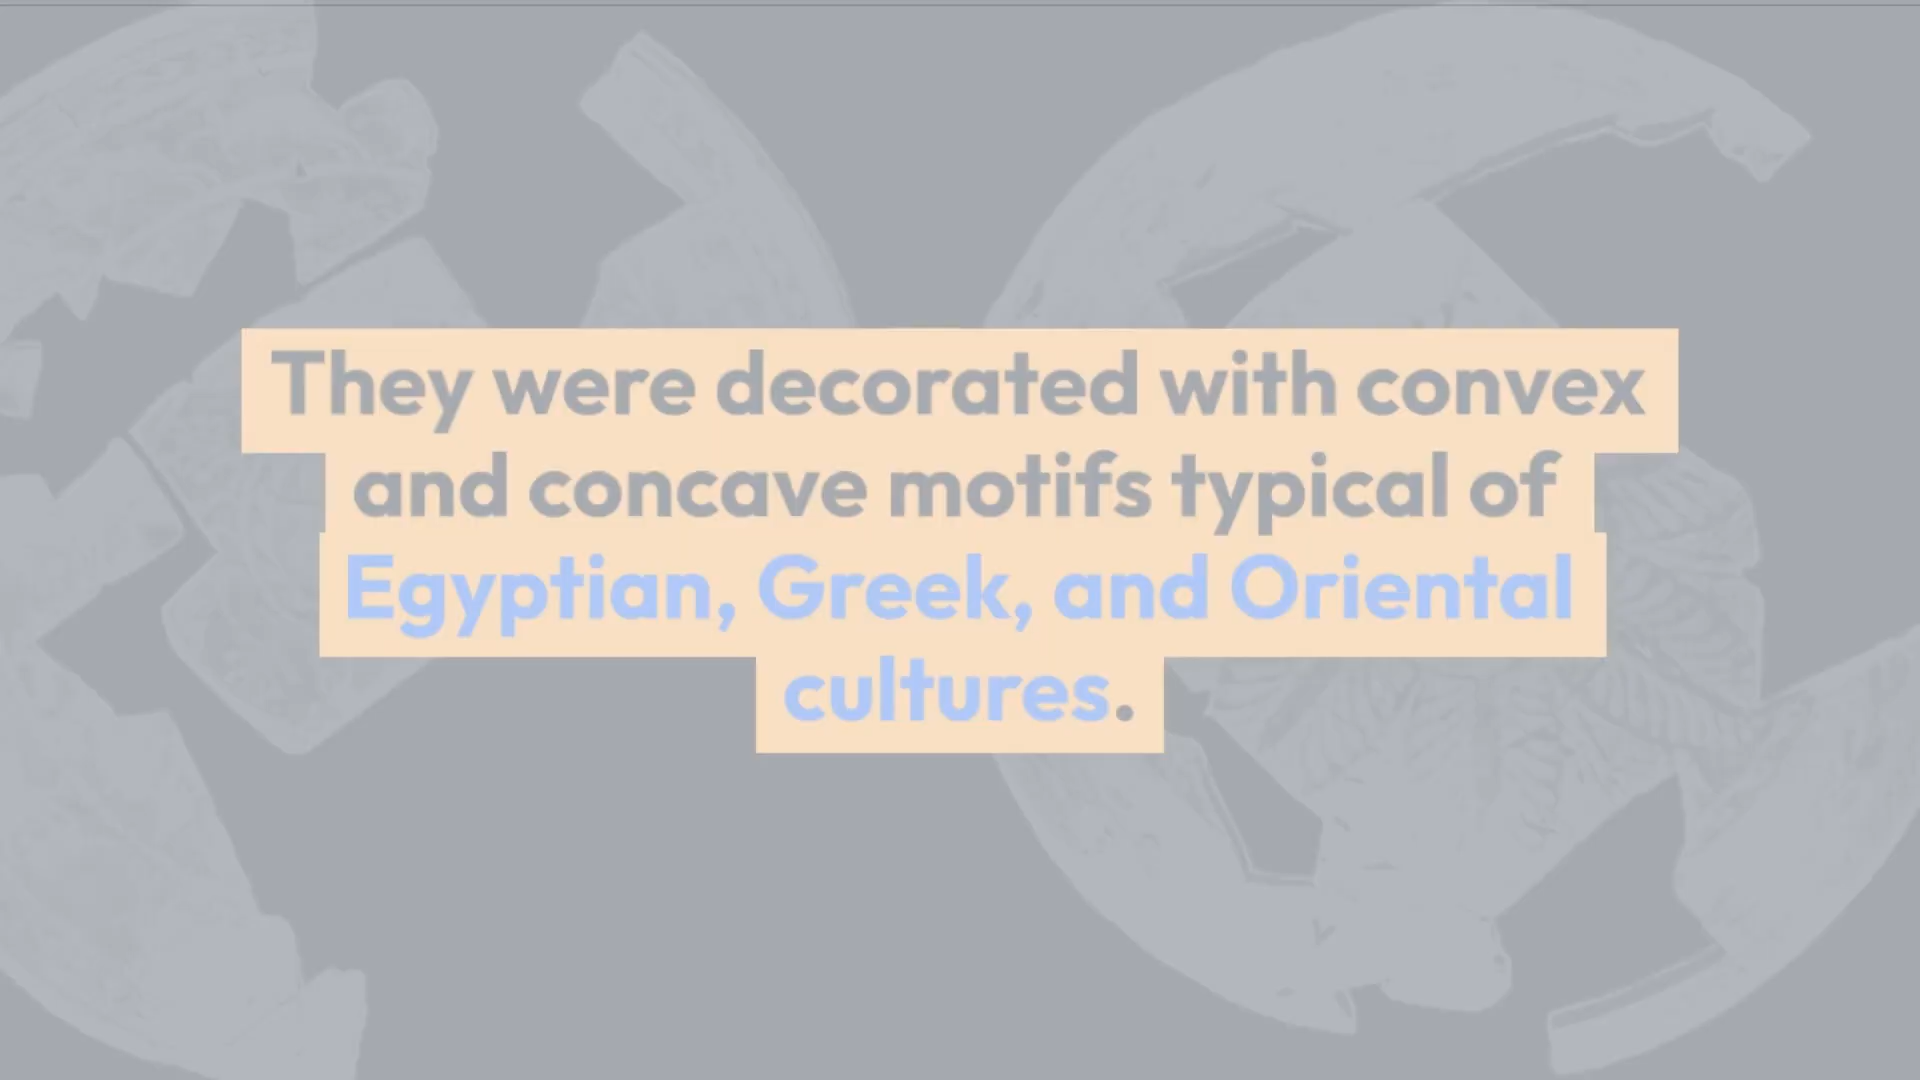 They were decorated with convex
and concave motifs typical of
Egyptian, Greek, and Oriental
cultures.